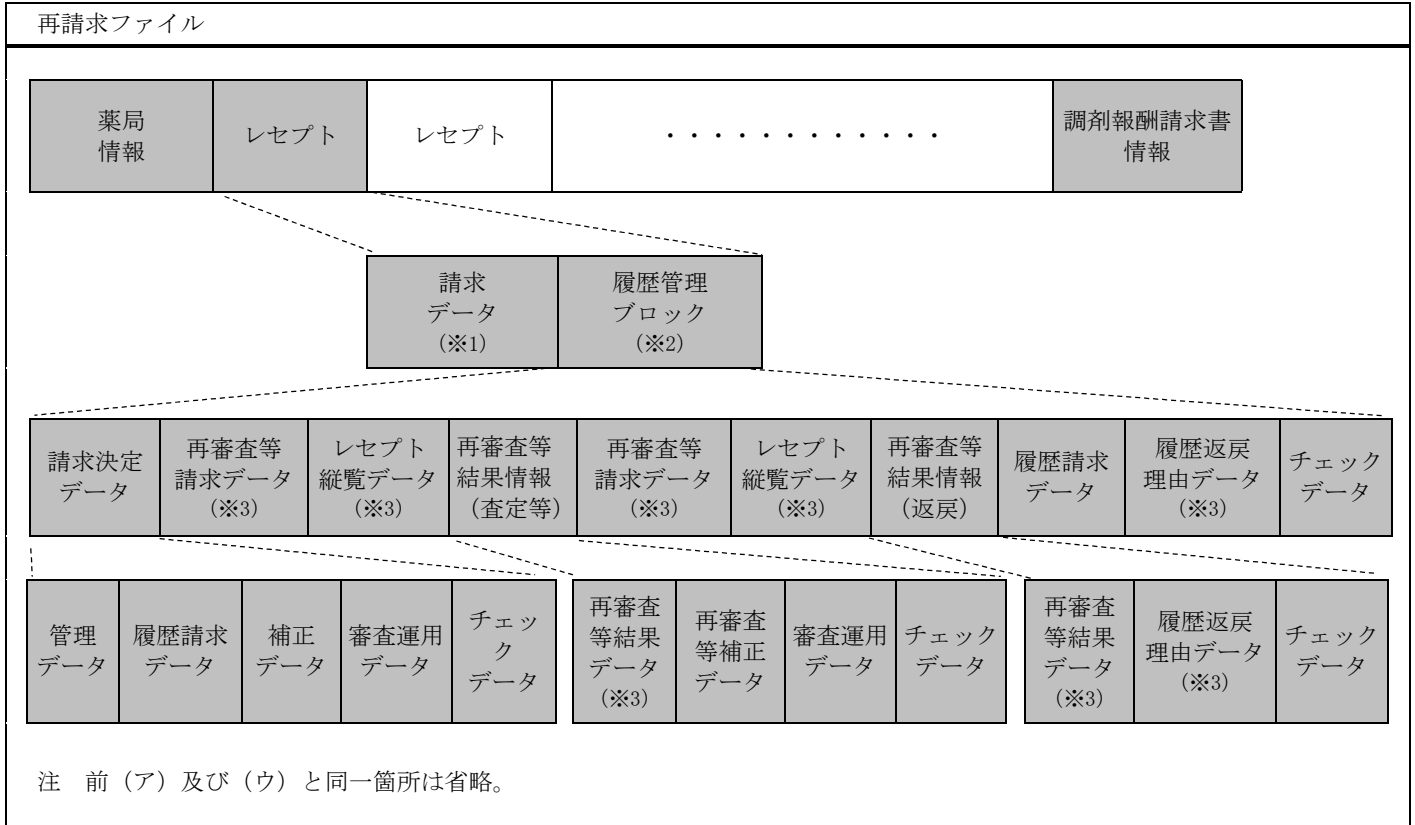 再請求ファイル
薬局
情報
レセプト
レセプト
・・・・・・・・・・・・
調剤報酬請求書
情報
請求
データ
(※1)
履歴管理
ブロック
(※2)
請求決定
データ
再審査等
請求データ
(※3)
レセプト
縦覧データ
(※3)
再審査等
結果情報
(査定等)
再審査等
請求データ
(※3)
レセプト
縦覧データ
(※3)
再審査等
結果情報
(返戻)
履歴請求
データ
履歴返戻
理由データ
(※3)
チェック
データ
管理
データ
履歴請求
データ
補正
データ
審査運用
データ
チェッ
ク
データ
再審査
等結果
データ
(※3)
再審査
等補正
データ
審査運用
データ
チェック
データ
再審査
等結果
データ
(※3)
履歴返戻
理由データ
(※3)
チェック
データ
注　前（ア）及び（ウ）と同一箇所は省略。